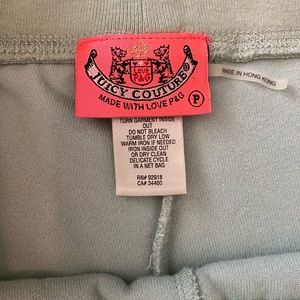 LOVE
P&G
JUICY COUTURE
MADE WITH LOVE P&G
P
MADE IN HONG KONG
TURN GARMENT INSIDE
OUT
DO NOT BLEACH
TUMBLE DRY LOW
WARM IRON IF NEEDED
IRON INSIDE OUT
OR DRY CLEAN
DELICATE CYCLE
IN A NET BAG
RN# 92918
CA# 34460